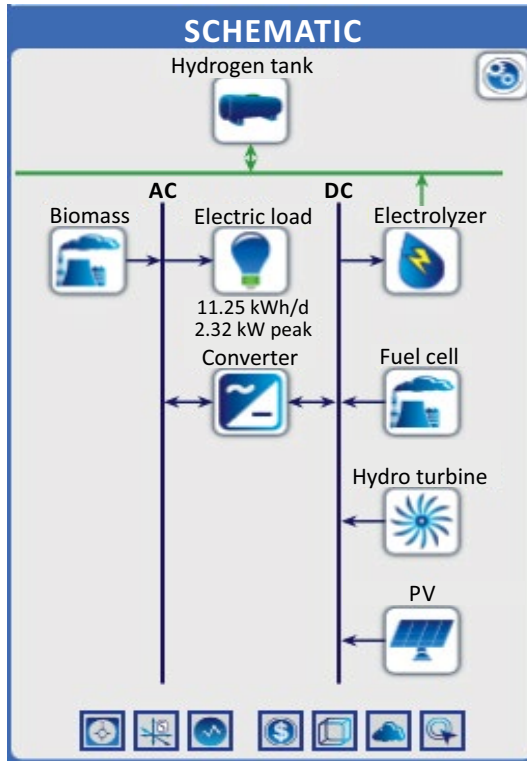 SCHEMATIC
Hydrogen tank
AC
DC
Biomass
Electric load
Electrolyzer
11.25 kWh/d
2.32 kW peak
Converter
Fuel cell
Hydro turbine
PV